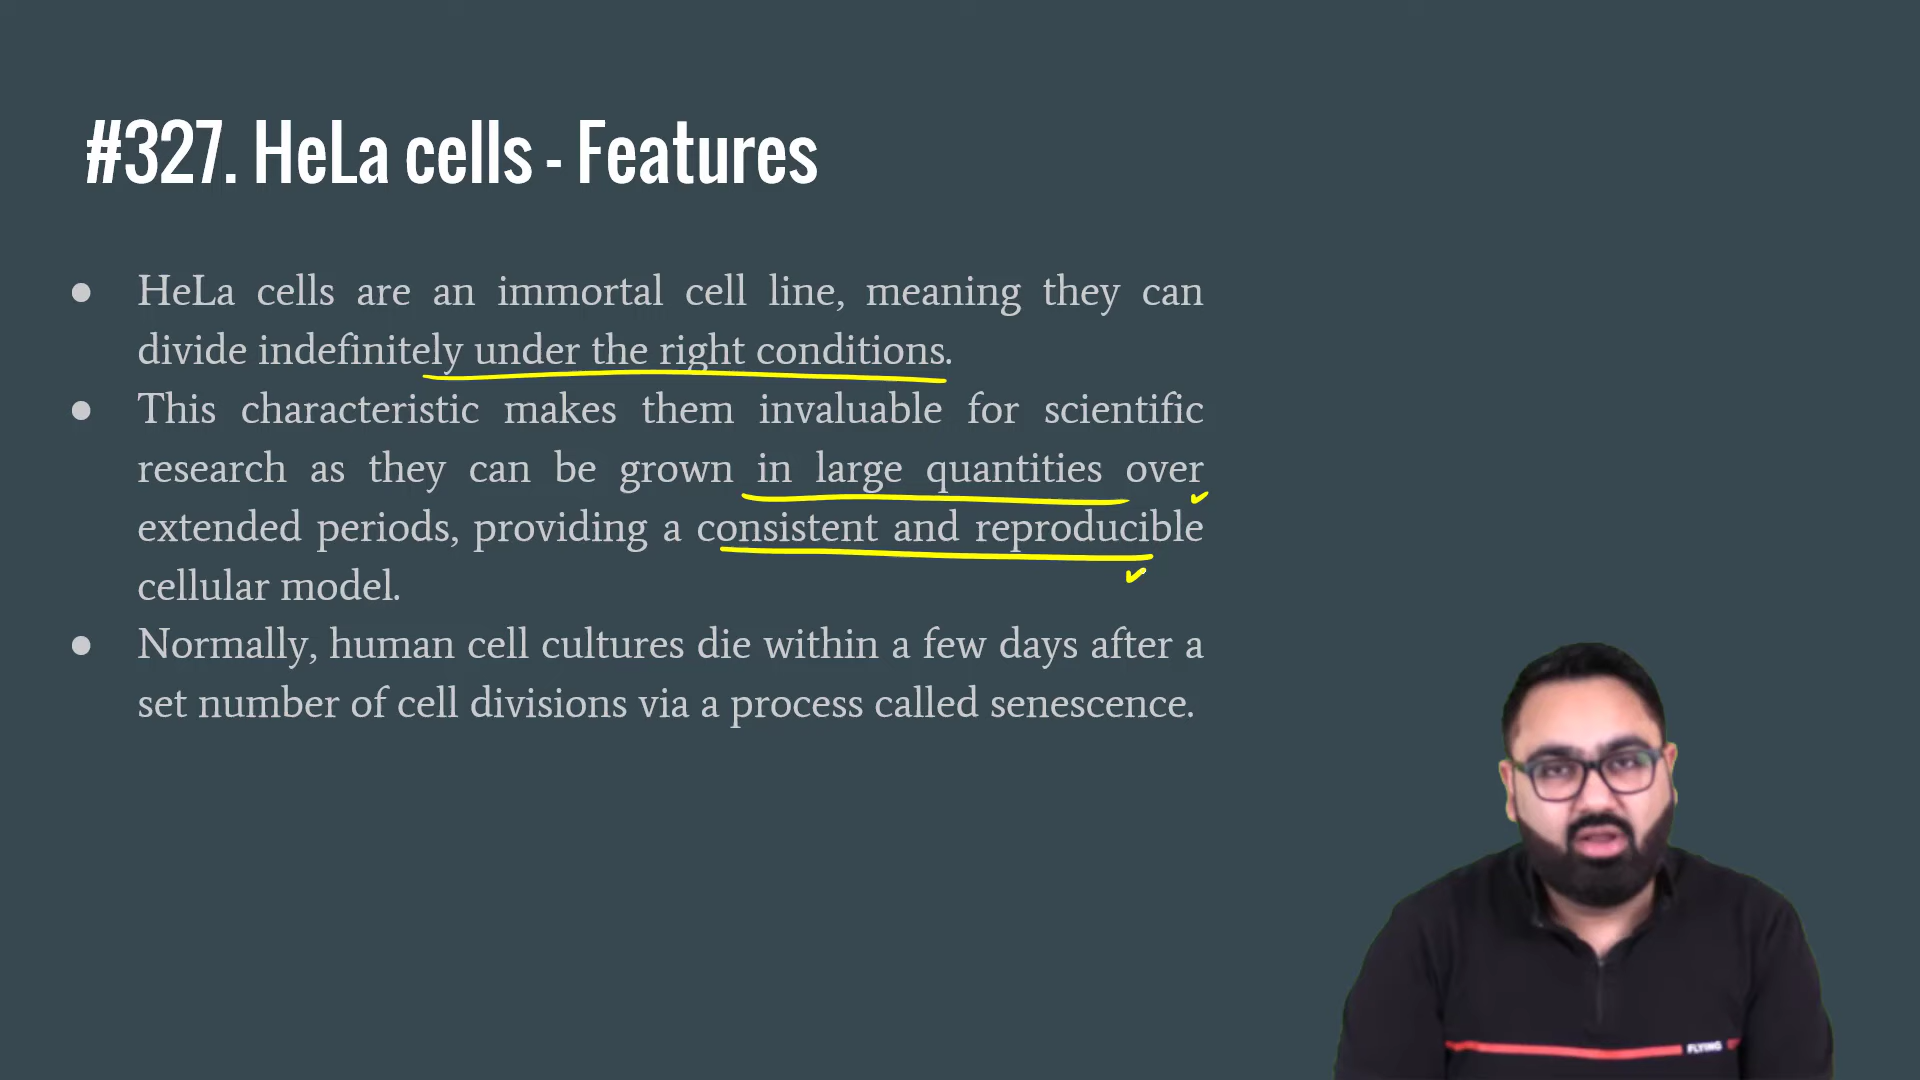 #327. HeLa cells - Features
● HeLa cells are an immortal cell line, meaning they can
divide indefinitely under the right conditions.
● This characteristic makes them invaluable for scientific
research as they can be grown in large quantities over
extended periods, providing a consistent and reproducible
cellular model.
● Normally, human cell cultures die within a few days after a
set number of cell divisions via a process called senescence.
FLYING